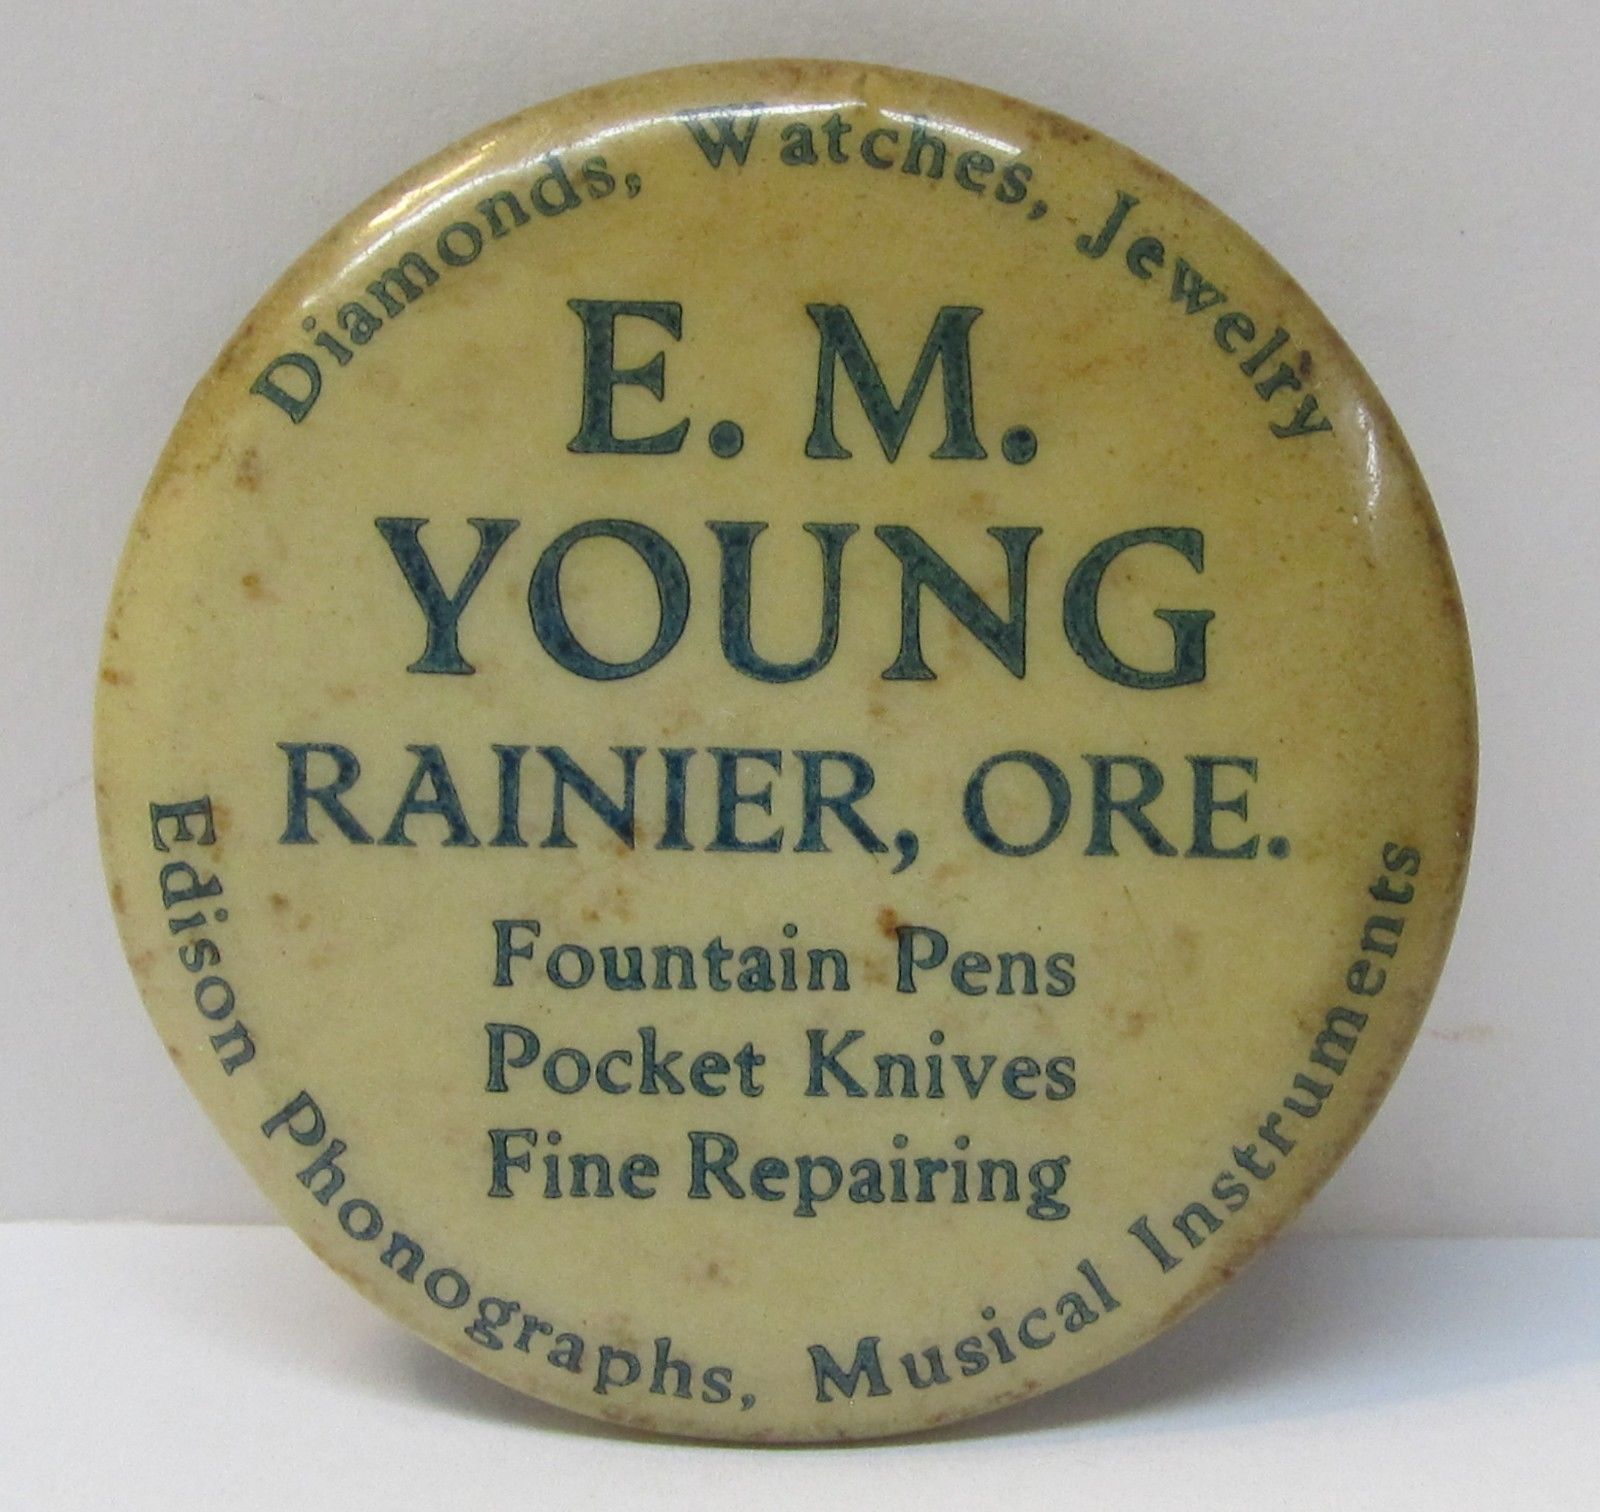 Diamonds, Watches, Jewelry
E. M.
YOUNG
RAINIER, ORE.
Fountain Pens
Pocket Knives
Fine Repairing
Edison Phonographs, Musical Instruments